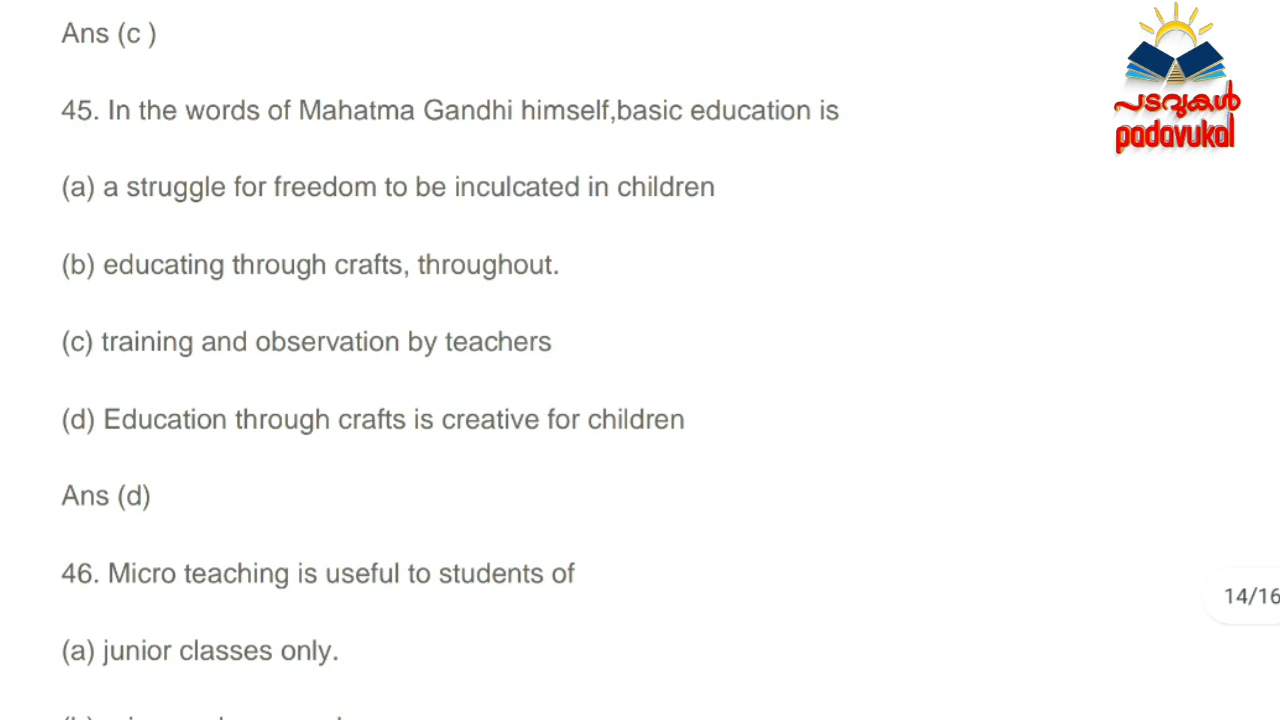 Ans (c )
പടവുകൾ
padavukal
45. In the words of Mahatma Gandhi himself,basic education is
(a) a struggle for freedom to be inculcated in children
(b) educating through crafts, throughout.
(c) training and observation by teachers
(d) Education through crafts is creative for children
Ans (d)
46. Micro teaching is useful to students of
14/16
(a) junior classes only.